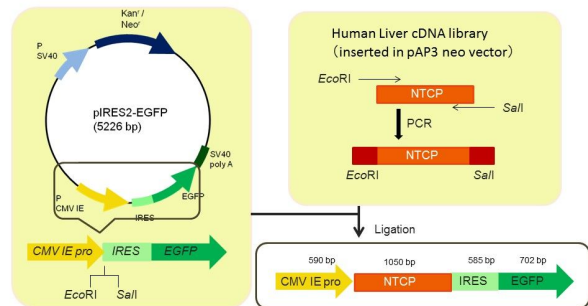 Kanʳ/
Neoʳ
P
SV40
pIRES2-EGFP
(5226 bp)
SV40
poly A
EGFP
IRES
P
CMV IE
CMV IE pro IRES EGFP
EcoRI SalI
Human Liver cDNA library
(inserted in pAP3 neo vector)
EcoRI
NTCP
SalI
PCR
NTCP
EcoRI SalI
Ligation
590 bp 1050 bp 585 bp 702 bp
CMV IE pro NTCP IRES EGFP